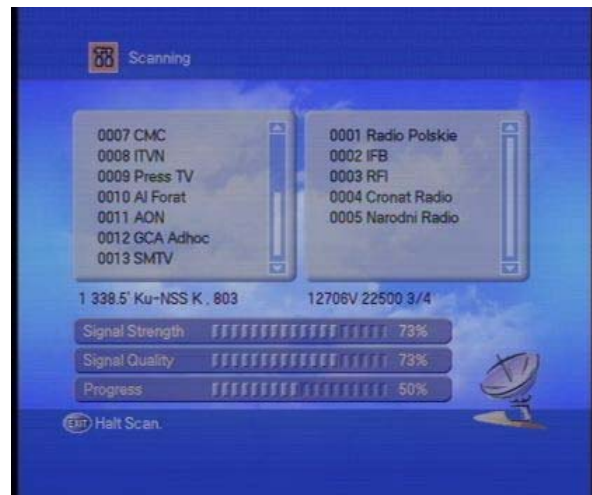 Scanning
0007 CMC
0008 ITVN
0009 Press TV
0010 Al Forat
0011 AON
0012 GCA Adhoc
0013 SMTV
0001 Radio Polskie
0002 IFB
0003 RFI
0004 Cronat Radio
0005 Narodni Radio
1 338.5° Ku-NSS K , 803 12706V 22500 3/4
Signal Strength 73%
Signal Quality 73%
Progress 50%
EXIT Halt Scan.